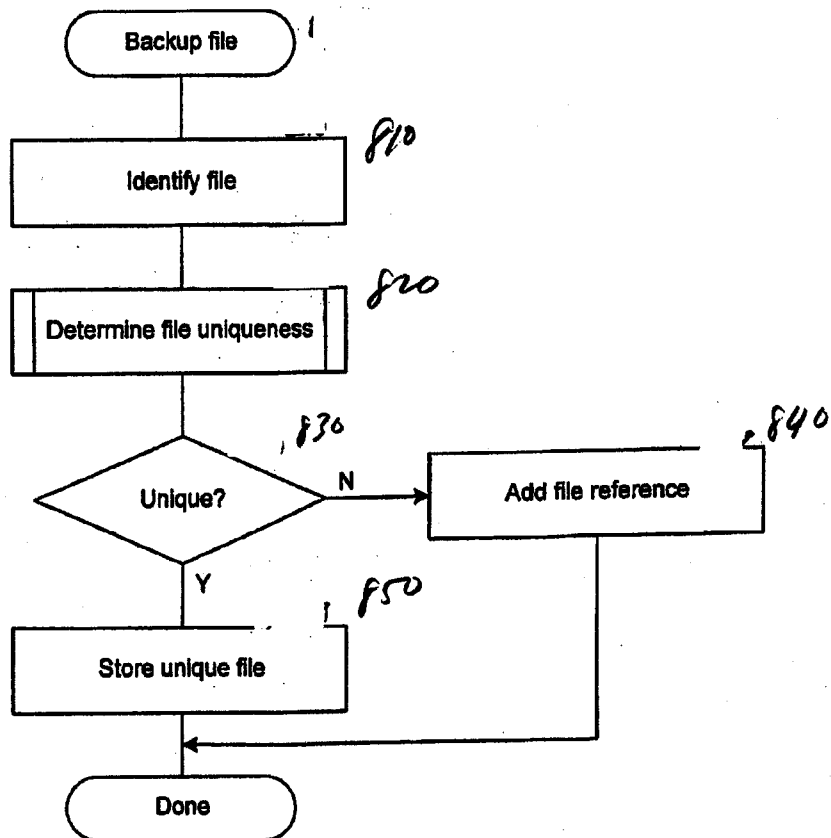 Backup file
810
Identify file
820
Determine file uniqueness
830
Unique?
N
840
Add file reference
Y
850
Store unique file
Done